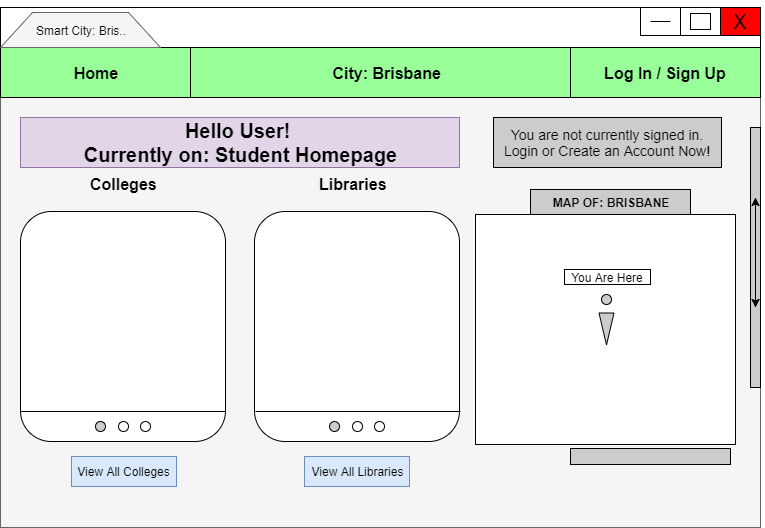 Smart City: Bris..
X
Home
City: Brisbane
Log In / Sign Up
Hello User!
Currently on: Student Homepage
You are not currently signed in.
Login or Create an Account Now!
Colleges
Libraries
MAP OF: BRISBANE
You Are Here
View All Colleges
View All Libraries